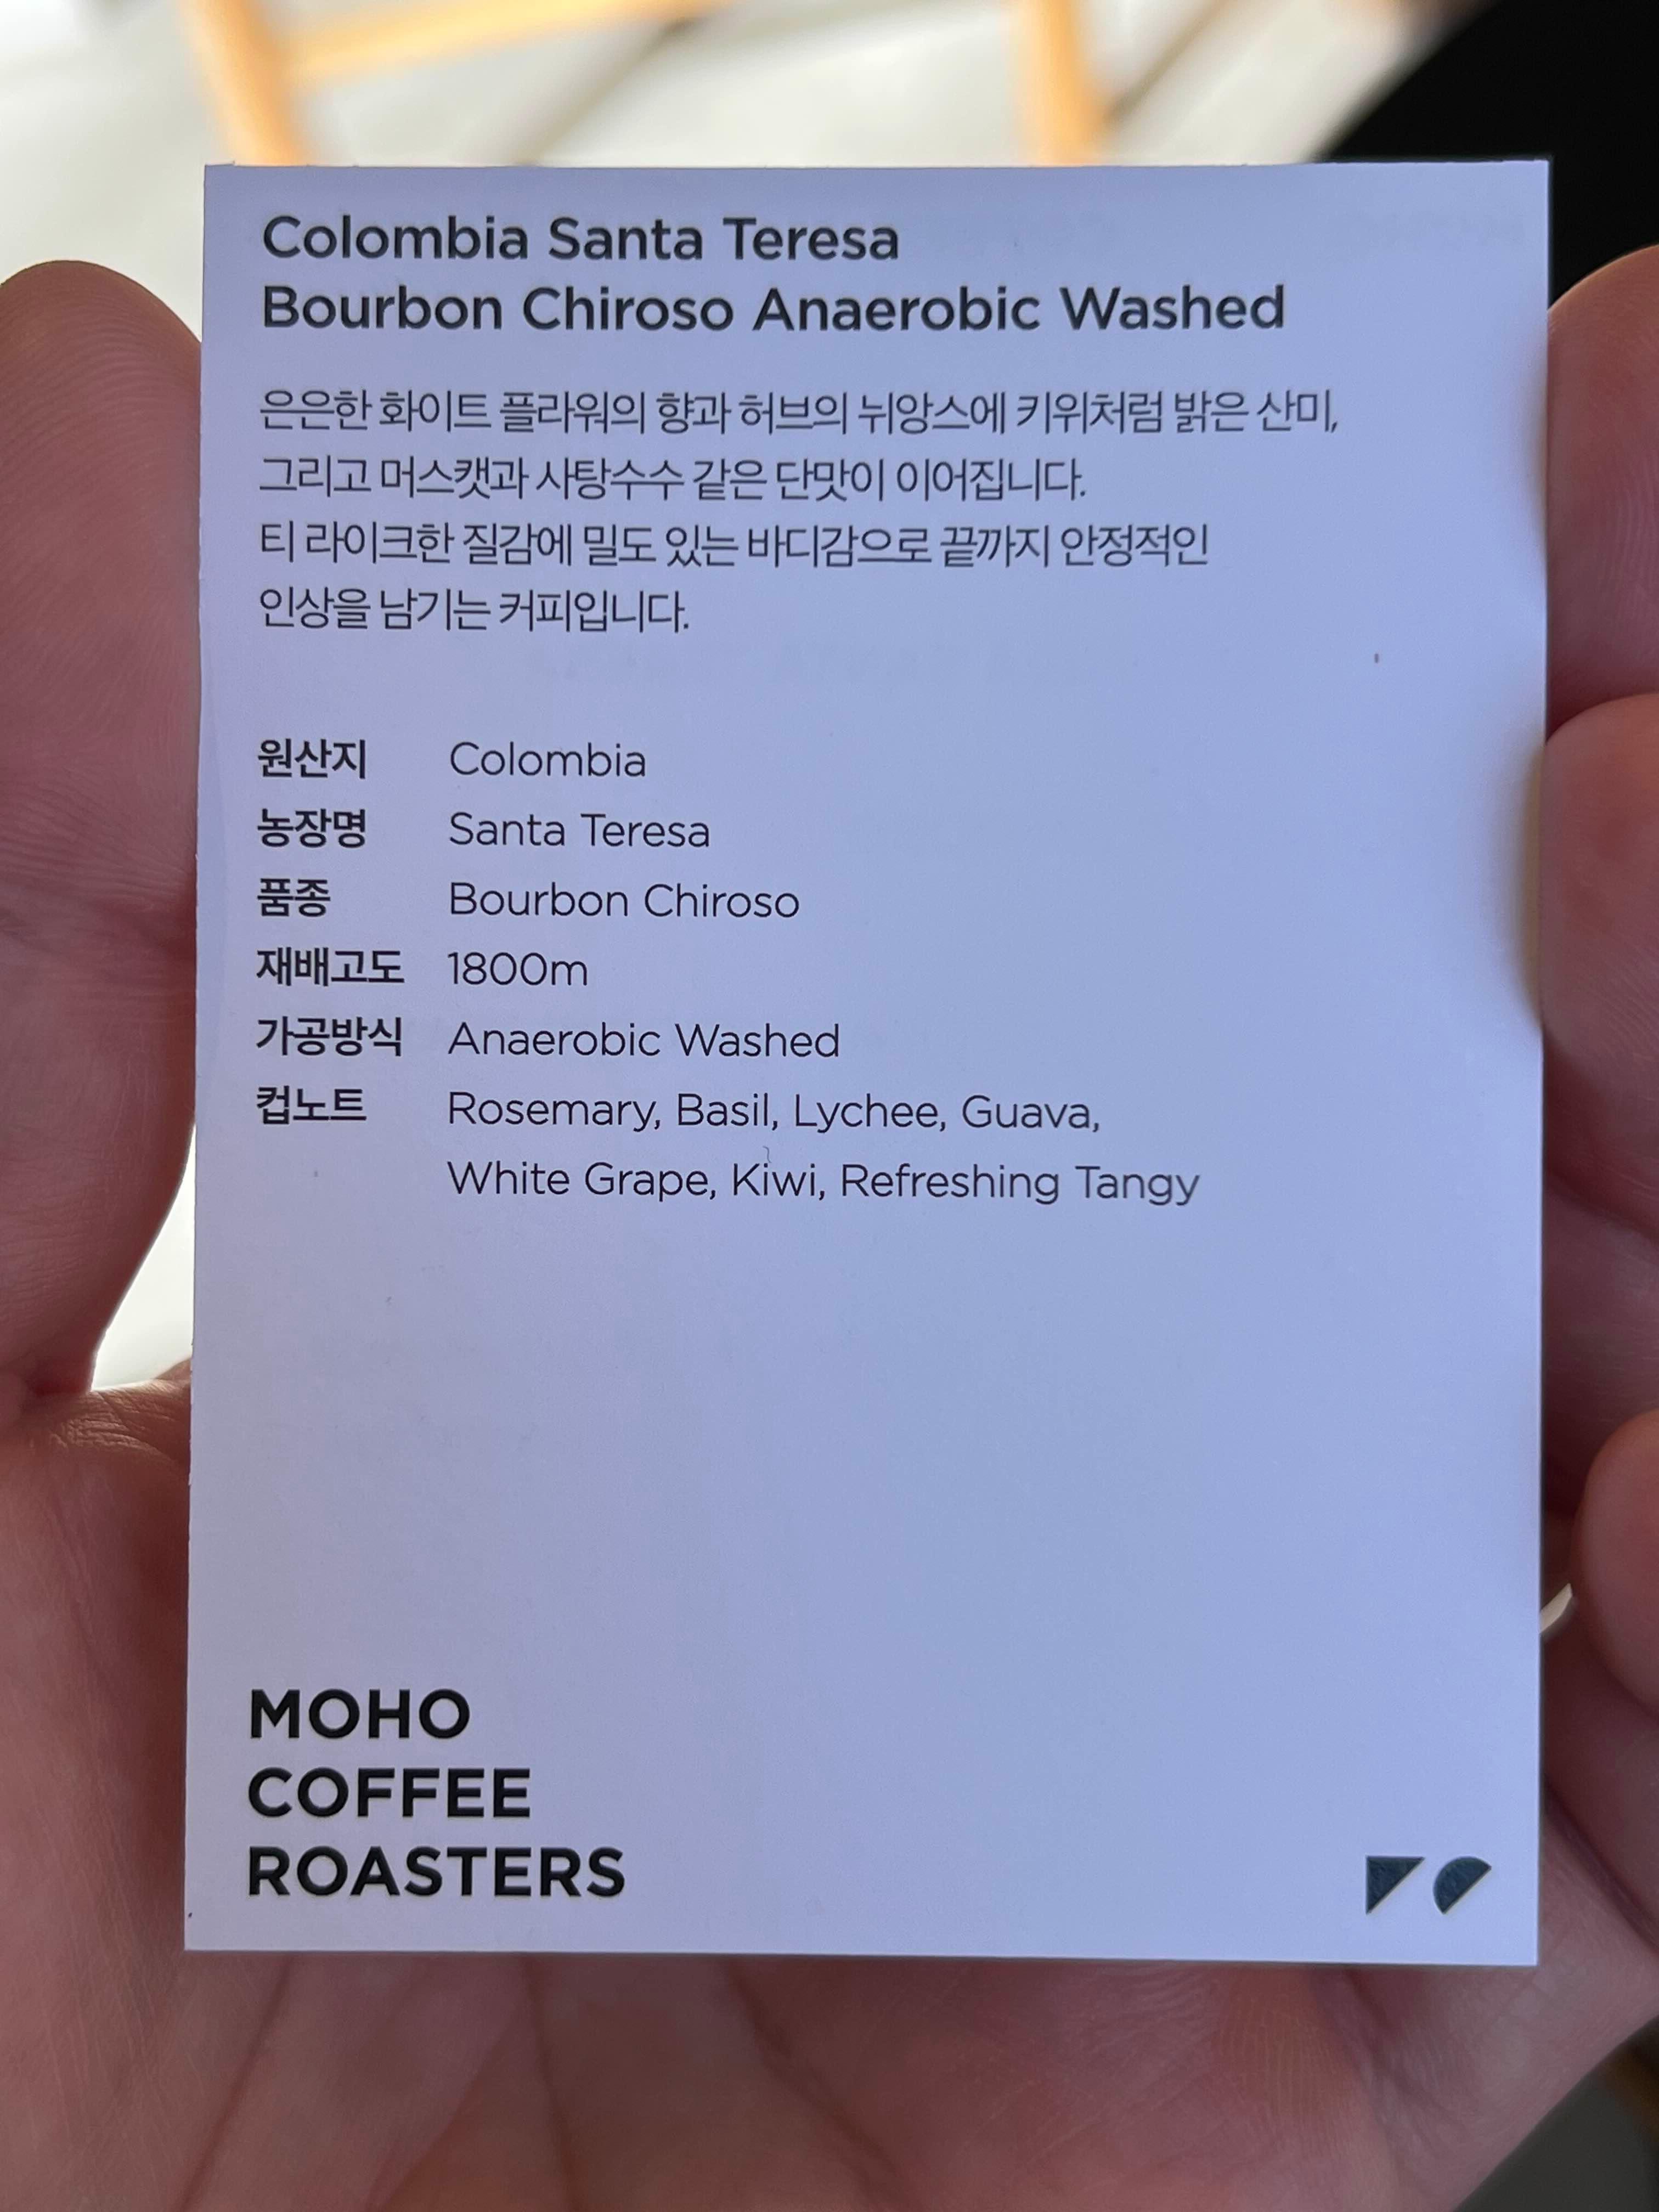 Colombia Santa Teresa
Bourbon Chiroso Anaerobic Washed
은은한 화이트 플라워의 향과 허브의 뉘앙스에 키위처럼 밝은 산미,
그리고 머스캣과 사탕수수 같은 단맛이 이어집니다.
티 라이크한 질감에 밀도 있는 바디감으로 끝까지 안정적인
인상을 남기는 커피입니다.
원산지 Colombia
농장명 Santa Teresa
품종 Bourbon Chiroso
재배고도 1800m
가공방식 Anaerobic Washed
컵노트 Rosemary, Basil, Lychee, Guava,
White Grape, Kiwi, Refreshing Tangy
MOHO
COFFEE
ROASTERS